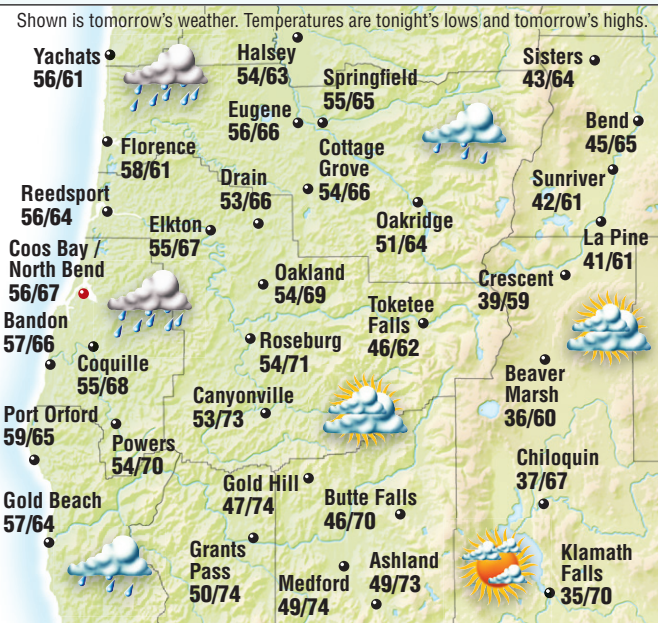 Shown is tomorrow's weather. Temperatures are tonight's lows and tomorrow's highs.
Yachats
56/61
Halsey
54/63
Springfield
55/65
Sisters
43/64
Eugene
56/66
Bend
45/65
Florence
58/61
Cottage
Grove
54/66
Drain
53/66
Sunriver
42/61
Reedsport
56/64
Elkton
55/67
Oakridge
51/64
La Pine
41/61
Coos Bay /
North Bend
56/67
Oakland
54/69
Crescent
39/59
Toketee
Falls
46/62
Bandon
57/66
Roseburg
54/71
Coquille
55/68
Beaver
Marsh
36/60
Canyonville
53/73
Port Orford
59/65
Powers
54/70
Chiloquin
37/67
Gold Hill
47/74
Butte Falls
46/70
Gold Beach
57/64
Grants
Pass
50/74
Medford
49/74
Ashland
49/73
Klamath
Falls
35/70